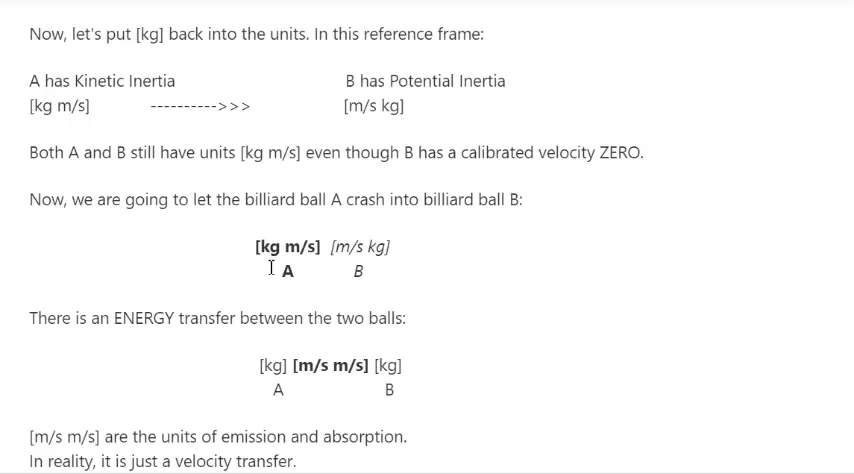 Now, let's put [kg] back into the units. In this reference frame:
A has Kinetic Inertia B has Potential Inertia
[kg m/s] ---------->>> [m/s kg]
Both A and B still have units [kg m/s] even though B has a calibrated velocity ZERO.
Now, we are going to let the billiard ball A crash into billiard ball B:
[kg m/s] [m/s kg]
A B
There is an ENERGY transfer between the two balls:
[kg] [m/s m/s] [kg]
A B
[m/s m/s] are the units of emission and absorption.
In reality, it is just a velocity transfer.